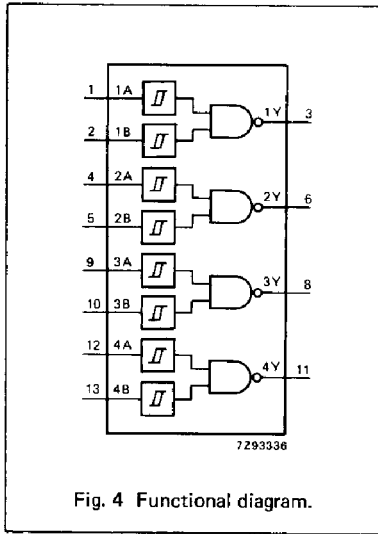 1 1A
1Y 3
2 1B
4 2A
2Y 6
5 2B
9 3A
3Y 8
10 3B
12 4A
4Y 11
13 4B
7Z93336
Fig. 4 Functional diagram.